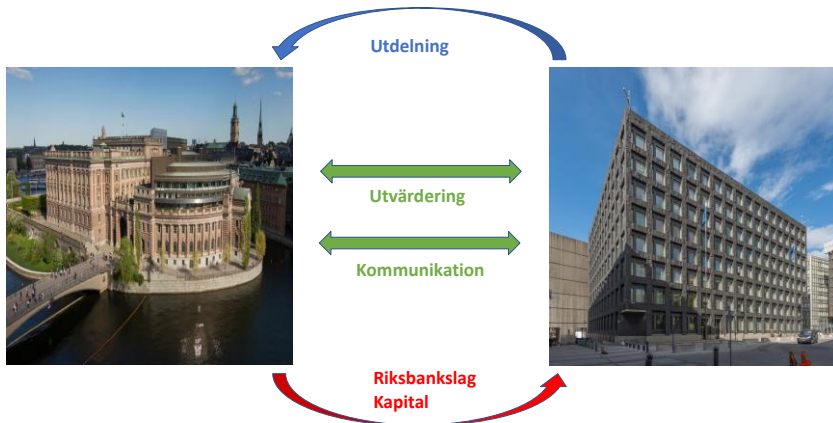 Utdelning
Utvärdering
Kommunikation
Riksbankslag
Kapital